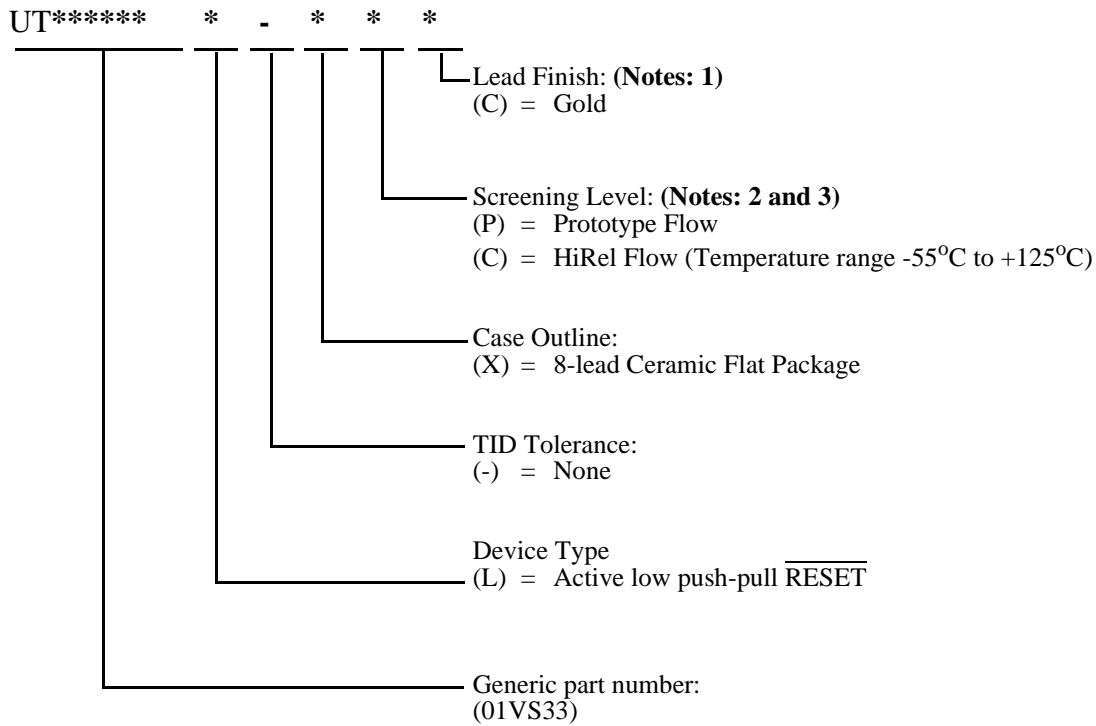 UT****** * - * * *
Lead Finish: (Notes: 1)
(C) = Gold
Screening Level: (Notes: 2 and 3)
(P) = Prototype Flow
(C) = HiRel Flow (Temperature range -55°C to +125°C)
Case Outline:
(X) = 8-lead Ceramic Flat Package
TID Tolerance:
(-) = None
Device Type
(L) = Active low push-pull RESET
Generic part number:
(01VS33)